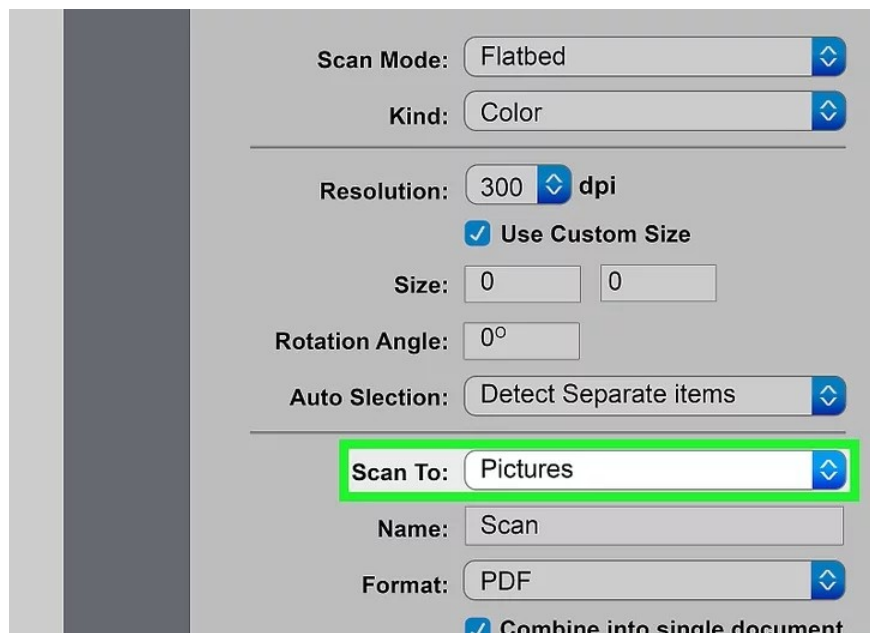 Scan Mode: Flatbed
Kind: Color
Resolution: 300 dpi
Use Custom Size
Size: 0 0
Rotation Angle: 0°
Auto Slection: Detect Separate items
Scan To: Pictures
Name: Scan
Format: PDF
Combine into single document